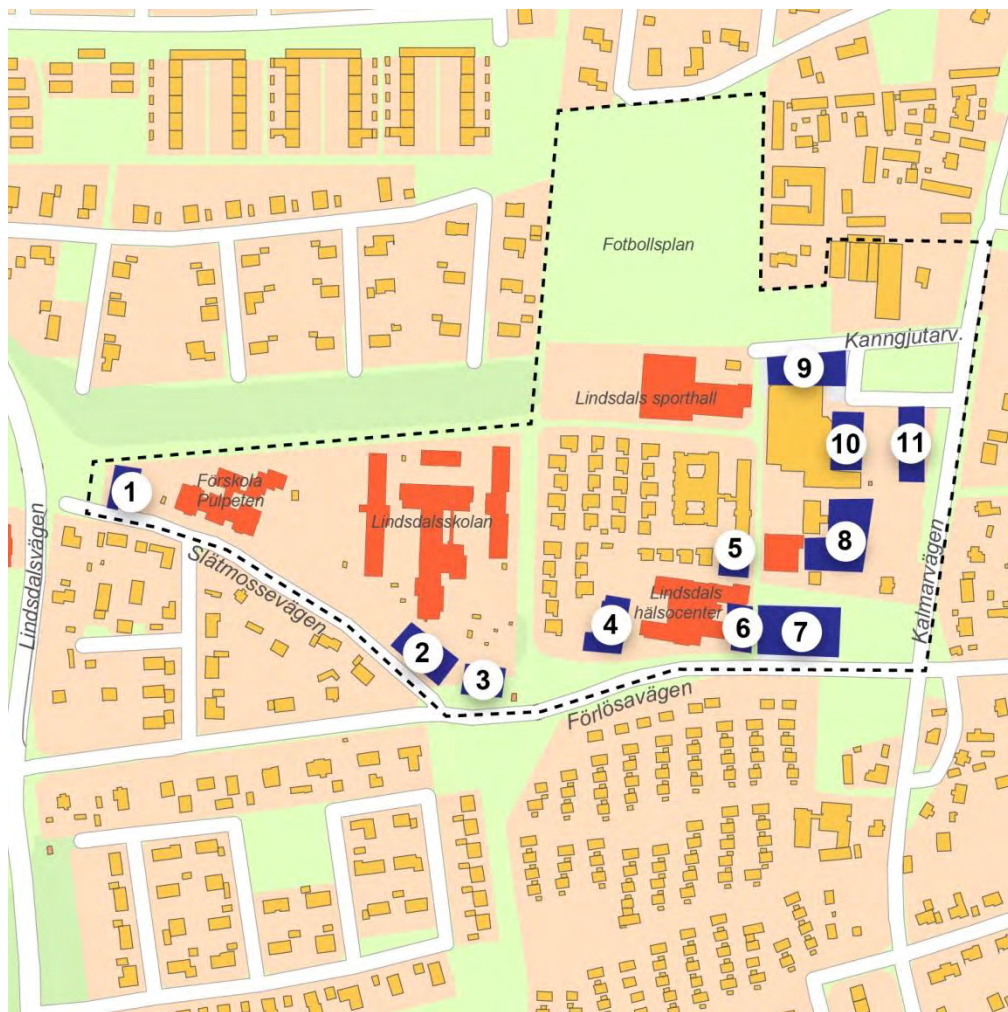 Fotbollsplan
Kanngjutarv.
Lindsdals sporthall
9
10
11
1
Förskola
Pulpeten
Lindsdalsskolan
Lindsdalsvägen
Slätmossevägen
5
8
Kalmarvägen
Lindsdals
hälsocenter
4
6
7
2
3
Förlösavägen